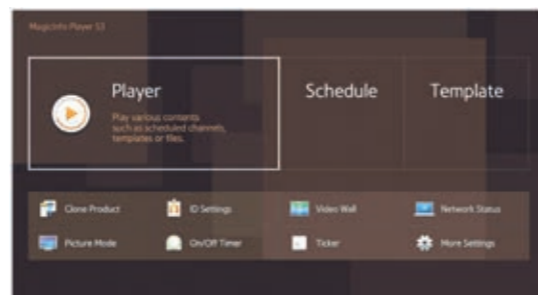 MagicInfo Player S3
Player
Play various contents
such as scheduled channels,
templates or files.
Schedule
Template
Clone Product
ID Settings
Video Wall
Network Status
Picture Mode
On/Off Timer
Ticker
More Settings